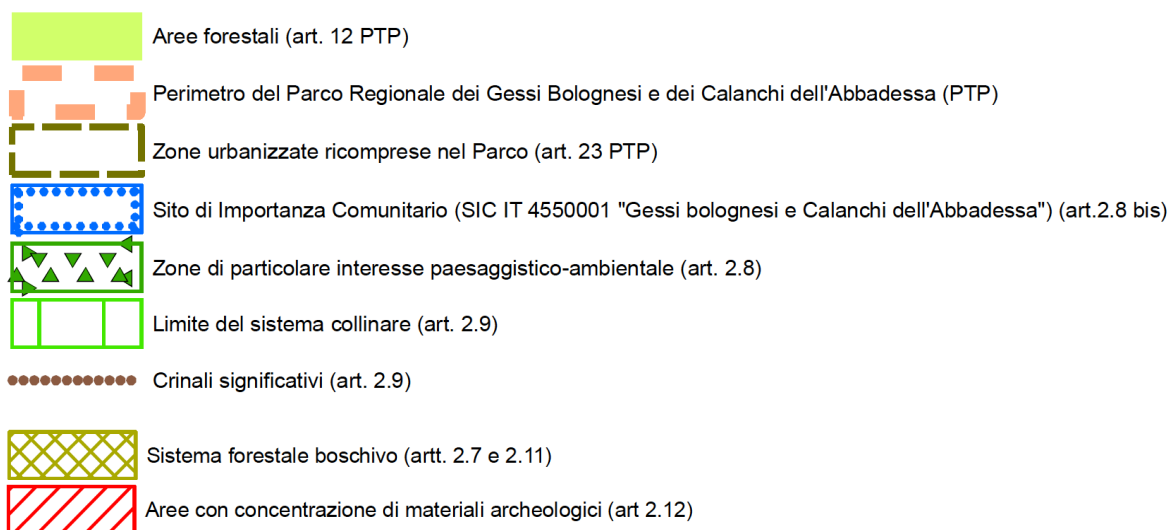 Aree forestali (art. 12 PTP)
Perimetro del Parco Regionale dei Gessi Bolognesi e dei Calanchi dell'Abbadessa (PTP)
Zone urbanizzate ricomprese nel Parco (art. 23 PTP)
Sito di Importanza Comunitario (SIC IT 4550001 "Gessi bolognesi e Calanchi dell'Abbadessa") (art.2.8 bis)
Zone di particolare interesse paesaggistico-ambientale (art. 2.8)
Limite del sistema collinare (art. 2.9)
Crinali significativi (art. 2.9)
Sistema forestale boschivo (artt. 2.7 e 2.11)
Aree con concentrazione di materiali archeologici (art 2.12)